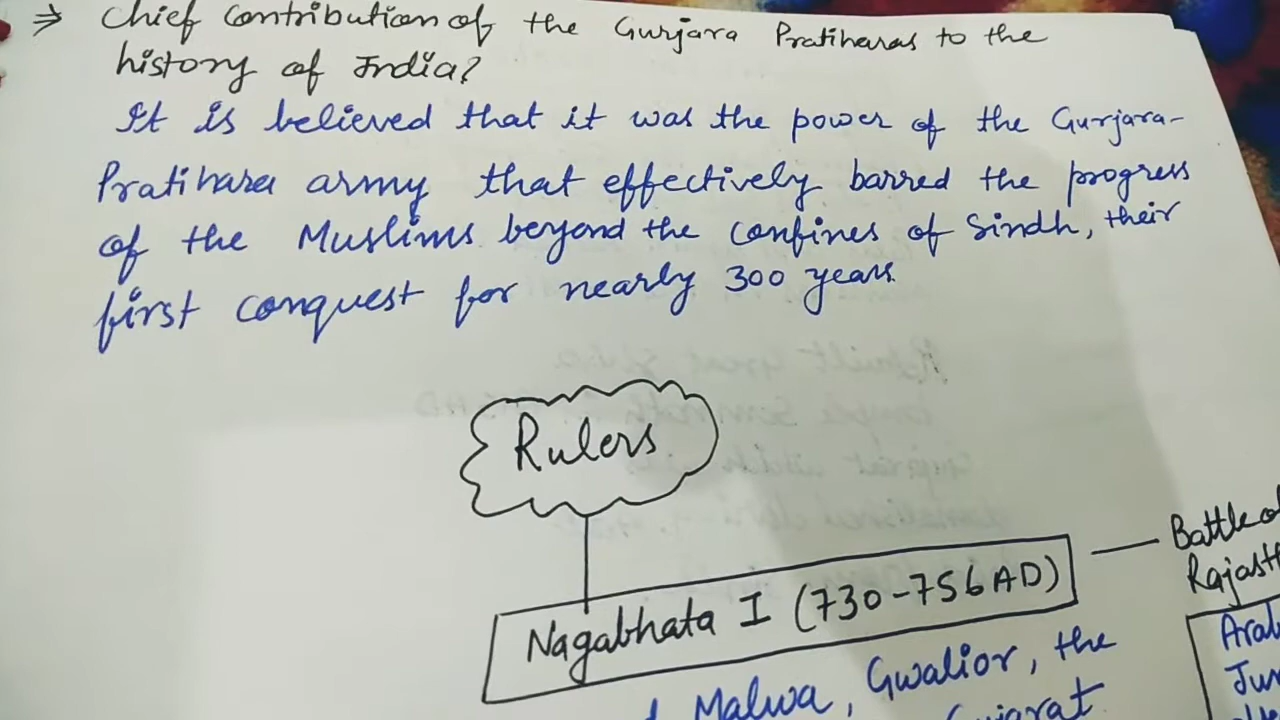 ⇒ Chief Contribution of the Gurjara Pratiharas to the
history of India?
It is believed that it was the power of the Gurjara-
Pratihara army that effectively barred the progress
of the Muslims beyond the confines of Sindh, their
first conquest for nearly 300 years.
Rulers
Nagabhata I (730-756AD)
Battle of
Malwa, Gwalior, the